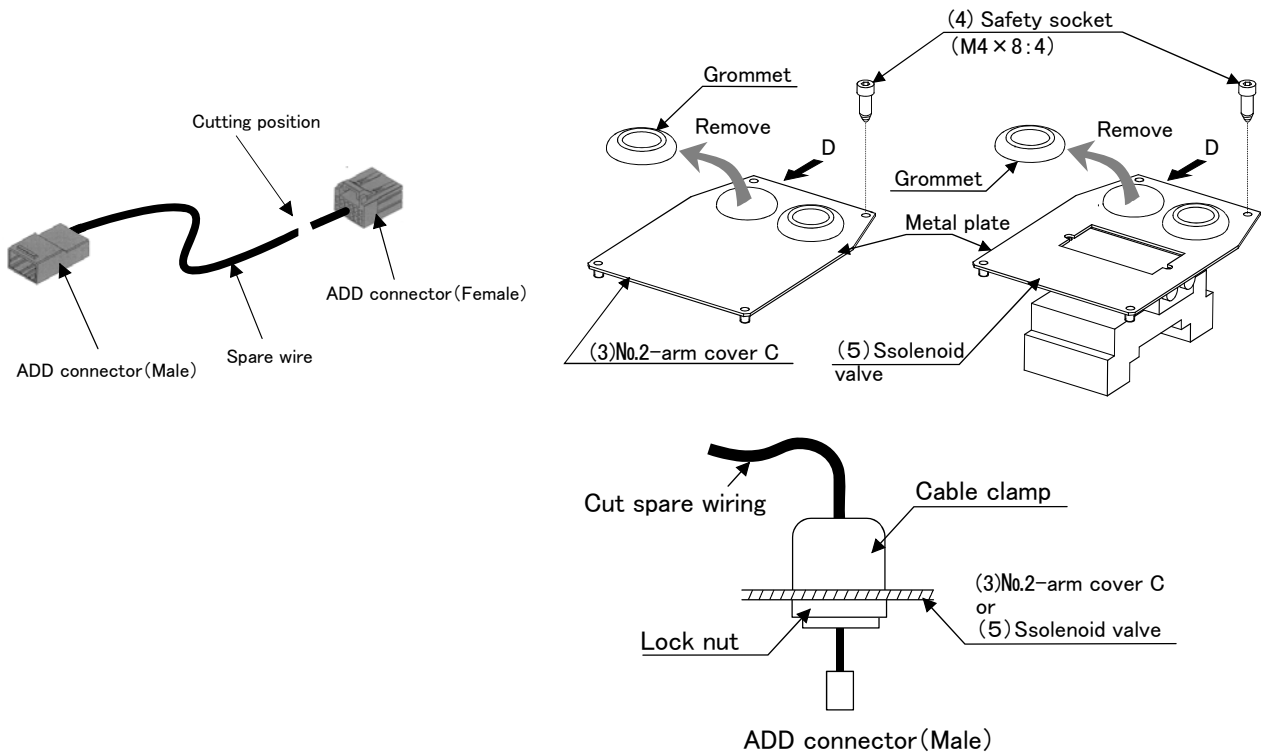 Cutting position
ADD connector(Female)
Spare wire
ADD connector(Male)
(4) Safety socket
(M4×8:4)
Grommet
Remove
D
Remove
D
Grommet
Metal plate
(3)No.2-arm cover C
(5)Ssolenoid
valve
Cut spare wiring
Cable clamp
(3)No.2-arm cover C
or
(5)Ssolenoid valve
Lock nut
ADD connector(Male)